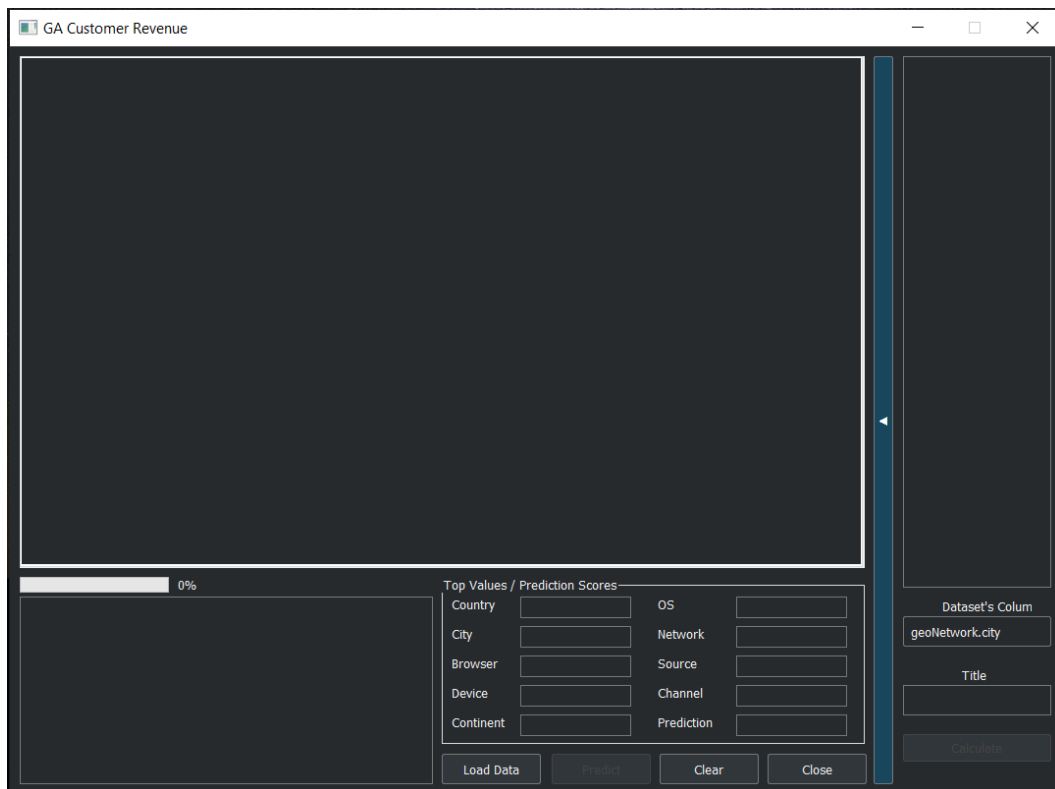 GA Customer Revenue
0%
Top Values / Prediction Scores
Country
OS
City
Network
Browser
Source
Device
Channel
Continent
Prediction
Load Data
Predict
Clear
Close
Dataset's Colum
geoNetwork.city
Title
Calculate